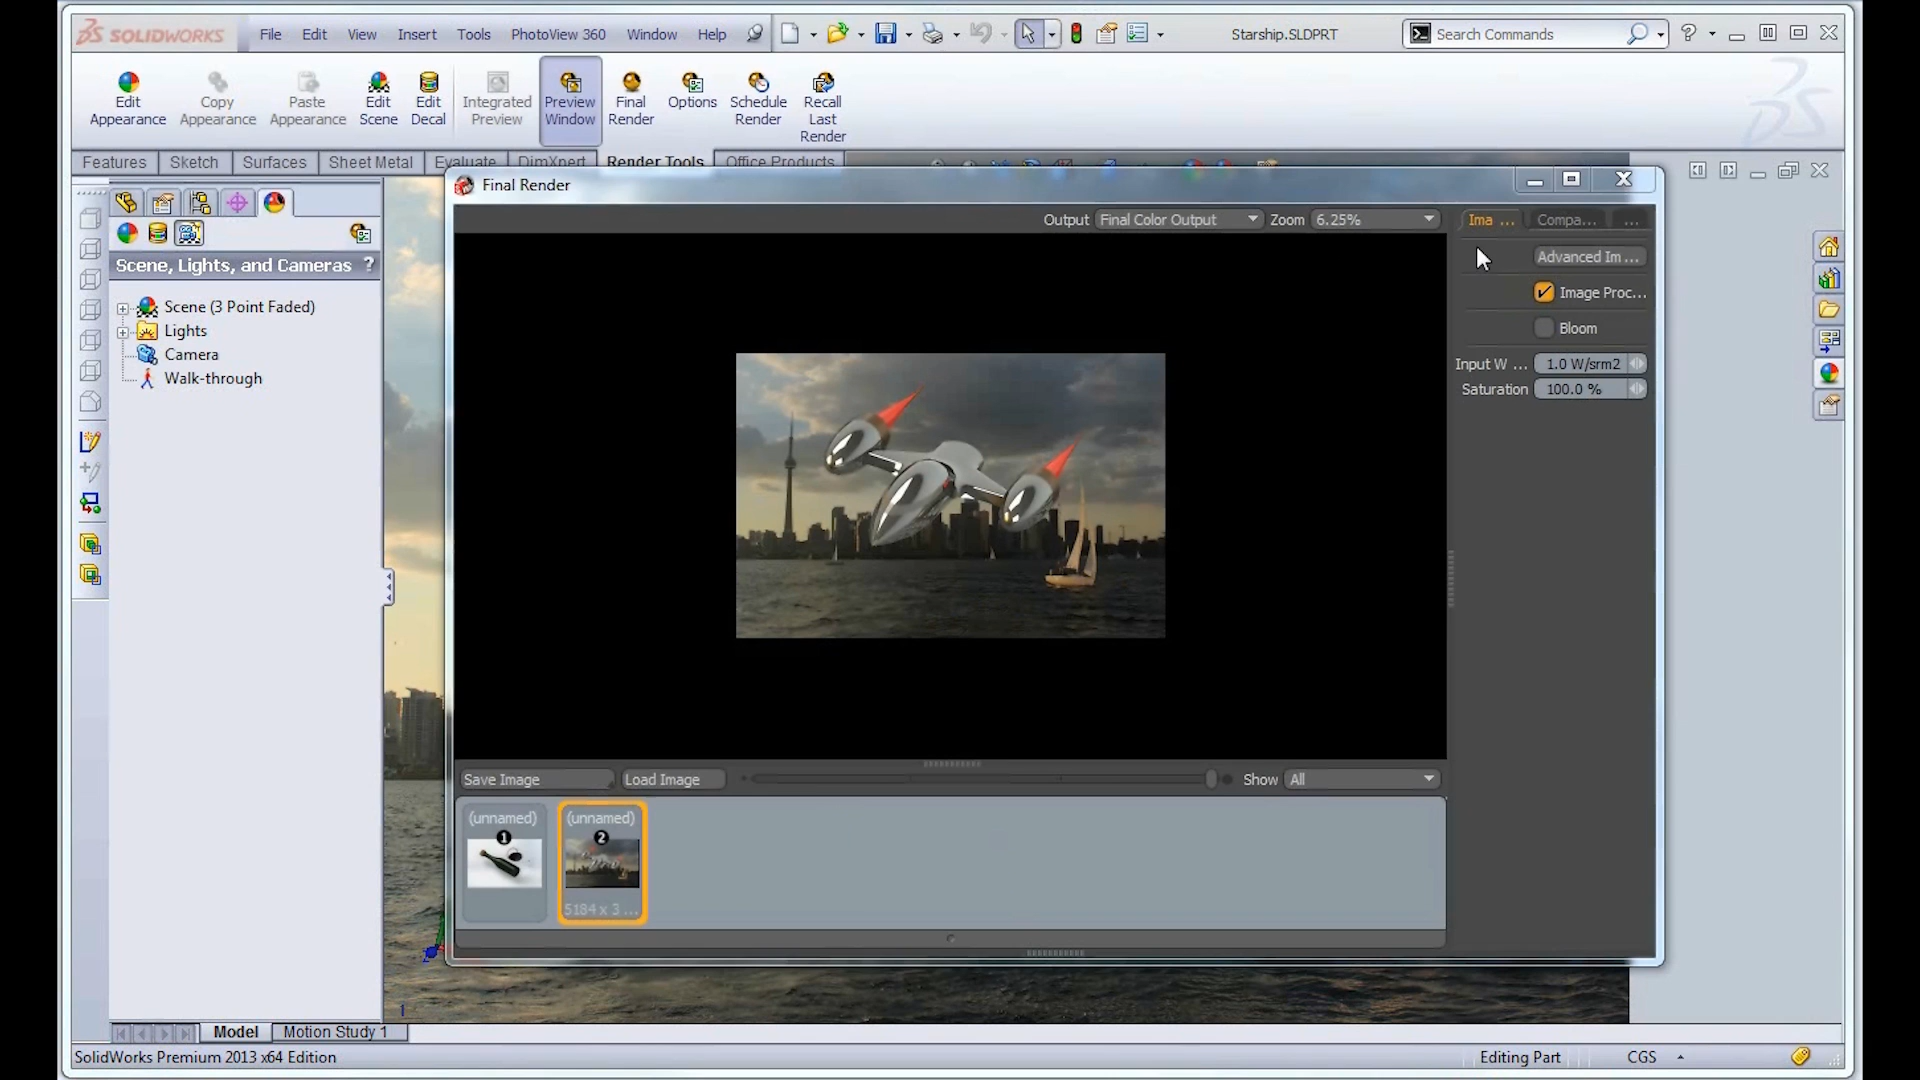 SOLIDWORKS File Edit View Insert Tools PhotoView 360 Window Help Starship.SLDPRT Search Commands ?
Edit Appearance
Copy Appearance
Paste Appearance
Edit Scene
Edit Decal
Integrated Preview
Preview Window
Final Render
Options
Schedule Render
Recall Last Render
Features Sketch Surfaces Sheet Metal Evaluate DimXpert Render Tools Office Products
Scene, Lights, and Cameras ?
Scene (3 Point Faded)
Lights
Camera
Walk-through
Final Render
Output Final Color Output Zoom 6.25% Ima ... Compa... ...
Advanced Im ...
Image Proc...
Bloom
Input W ... 1.0 W/srm2
Saturation 100.0 %
Save Image Load Image Show All
(unnamed) (unnamed)
1 2
5184 x 3 ...
1
Model Motion Study 1
SolidWorks Premium 2013 x64 Edition Editing Part CGS